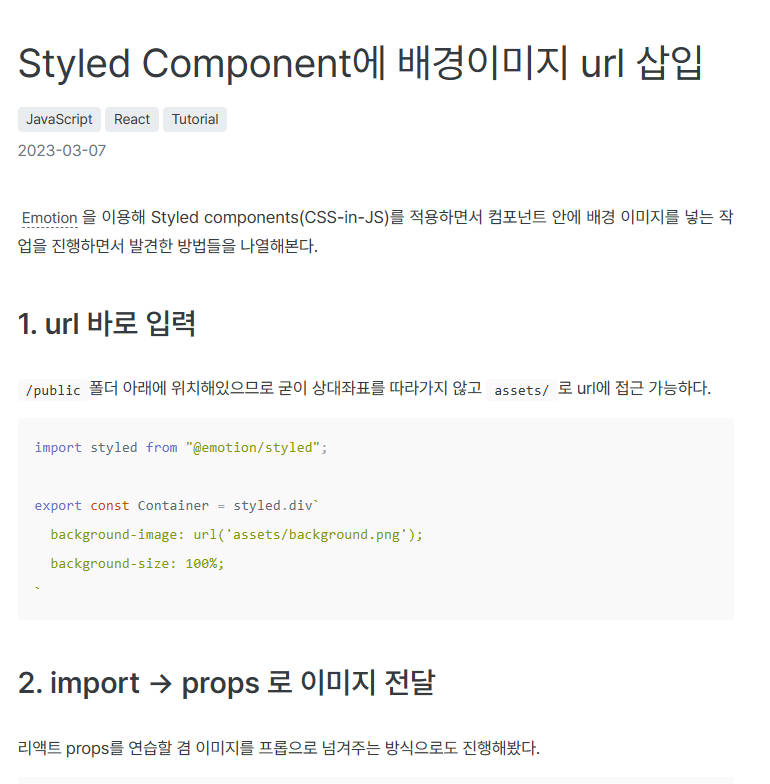 Styled Component에 배경이미지 url 삽입
JavaScript React Tutorial
2023-03-07
Emotion 을 이용해 Styled components(CSS-in-JS)를 적용하면서 컴포넌트 안에 배경 이미지를 넣는 작
업을 진행하면서 발견한 방법들을 나열해본다.
1. url 바로 입력
/public 폴더 아래에 위치해있으므로 굳이 상대좌표를 따라가지 않고 assets/ 로 url에 접근 가능하다.
import styled from "@emotion/styled";
export const Container = styled.div`
  background-image: url('assets/background.png');
  background-size: 100%;
`
2. import → props 로 이미지 전달
리액트 props를 연습할 겸 이미지를 프롭으로 넘겨주는 방식으로도 진행해봤다.